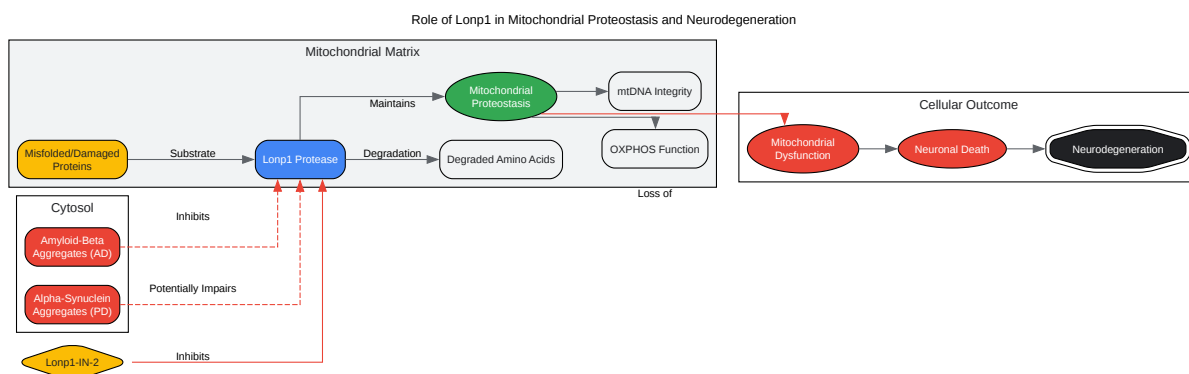 Role of Lonp1 in Mitochondrial Proteostasis and Neurodegeneration
Mitochondrial Matrix
Mitochondrial
Proteostasis
Maintains
mtDNA Integrity
OXPHOS Function
Misfolded/Damaged
Proteins
Substrate
Lonp1 Protease
Degradation
Degraded Amino Acids
Loss of
Cellular Outcome
Mitochondrial
Dysfunction
Neuronal Death
Neurodegeneration
Cytosol
Inhibits
Amyloid-Beta
Aggregates (AD)
Potentially Impairs
Alpha-Synuclein
Aggregates (PD)
Lonp1-IN-2
Inhibits